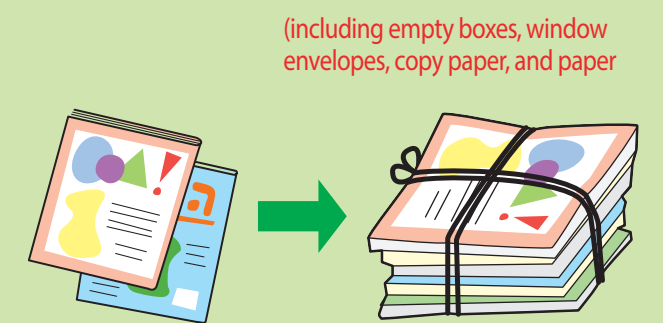 (including empty boxes, window
envelopes, copy paper, and paper